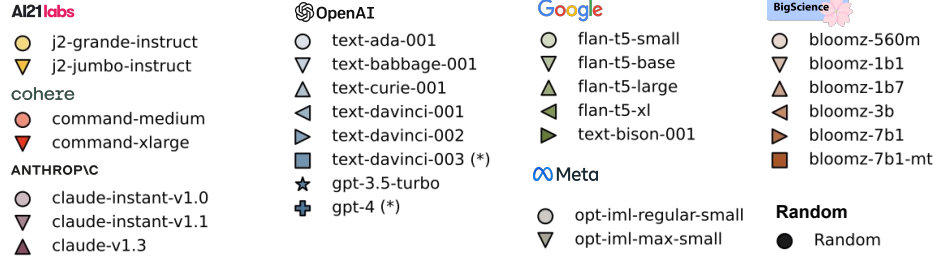 AI21labs
j2-grande-instruct
j2-jumbo-instruct
cohere
command-medium
command-xlarge
ANTHROP\C
claude-instant-v1.0
claude-instant-v1.1
claude-v1.3
OpenAI
text-ada-001
text-babbage-001
text-curie-001
text-davinci-001
text-davinci-002
text-davinci-003 (*)
gpt-3.5-turbo
gpt-4 (*)
Google
flan-t5-small
flan-t5-base
flan-t5-large
flan-t5-xl
text-bison-001
Meta
opt-iml-regular-small
opt-iml-max-small
BigScience
bloomz-560m
bloomz-1b1
bloomz-1b7
bloomz-3b
bloomz-7b1
bloomz-7b1-mt
Random
Random